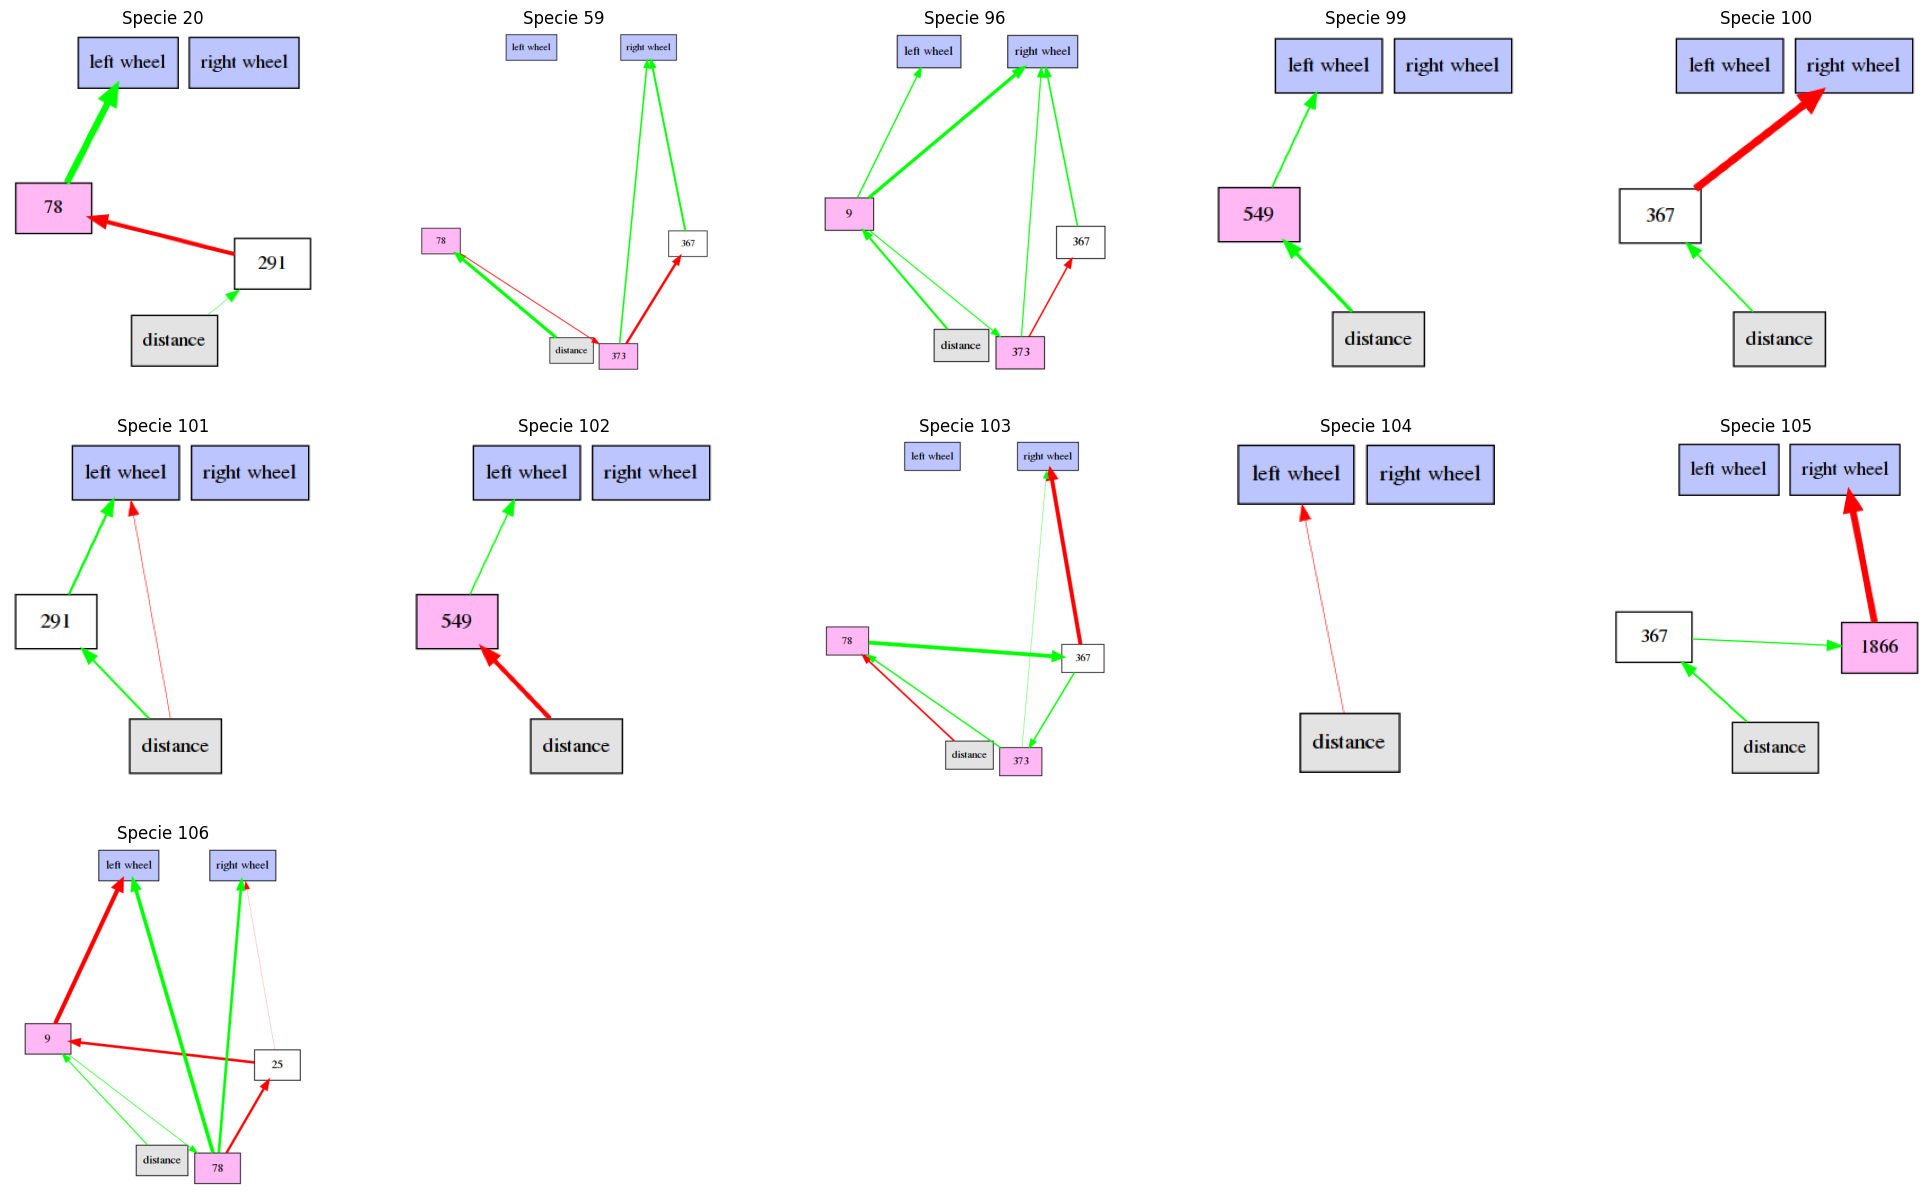 Specie 20
left wheel
right wheel
78
291
distance
Specie 59
left wheel
right wheel
78
367
distance
373
Specie 96
left wheel
right wheel
9
367
distance
373
Specie 99
left wheel
right wheel
549
distance
Specie 100
left wheel
right wheel
367
distance
Specie 101
left wheel
right wheel
291
distance
Specie 102
left wheel
right wheel
549
distance
Specie 103
left wheel
right wheel
78
367
distance
373
Specie 104
left wheel
right wheel
distance
Specie 105
left wheel
right wheel
367
1866
distance
Specie 106
left wheel
right wheel
9
25
distance
78